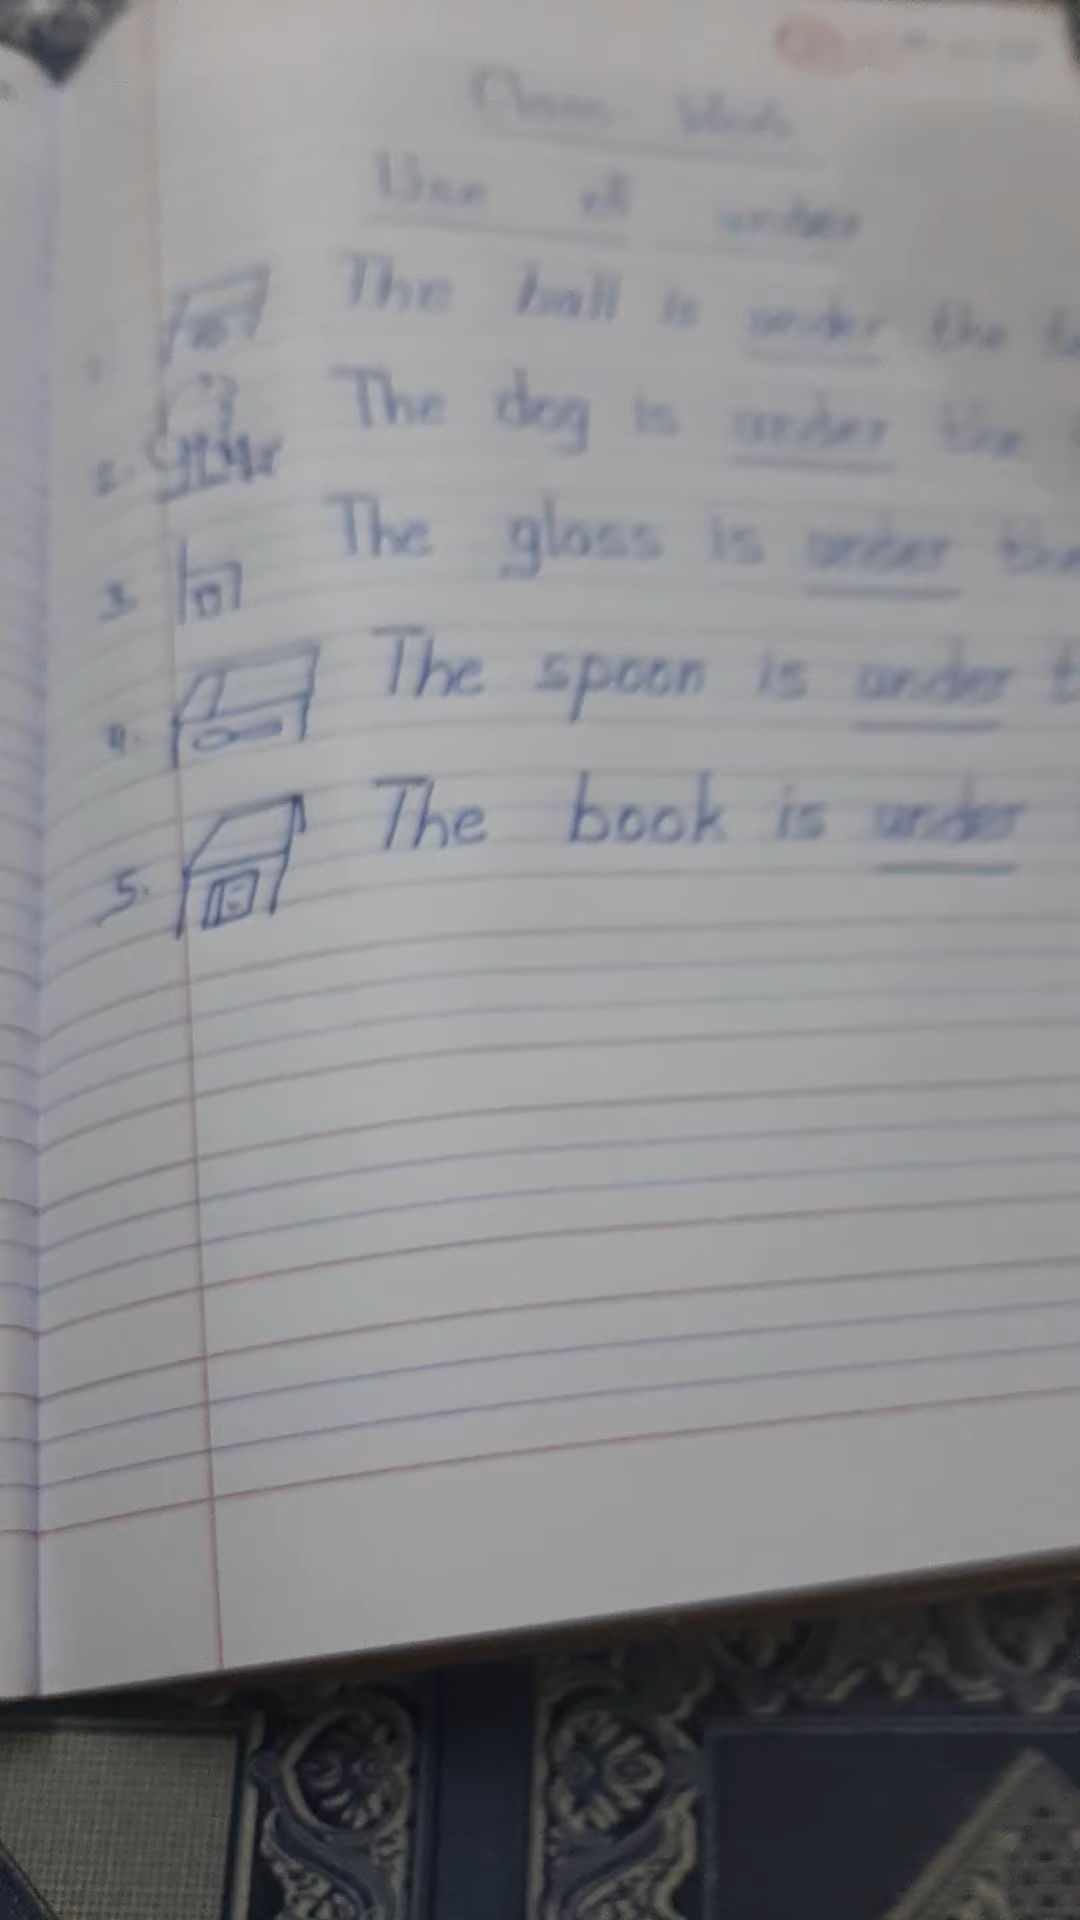 Class Work
Use of under
The ball is under the
The dog is under the
2.
The glass is under the
3.
The spoon is under
4.
The book is under
5.